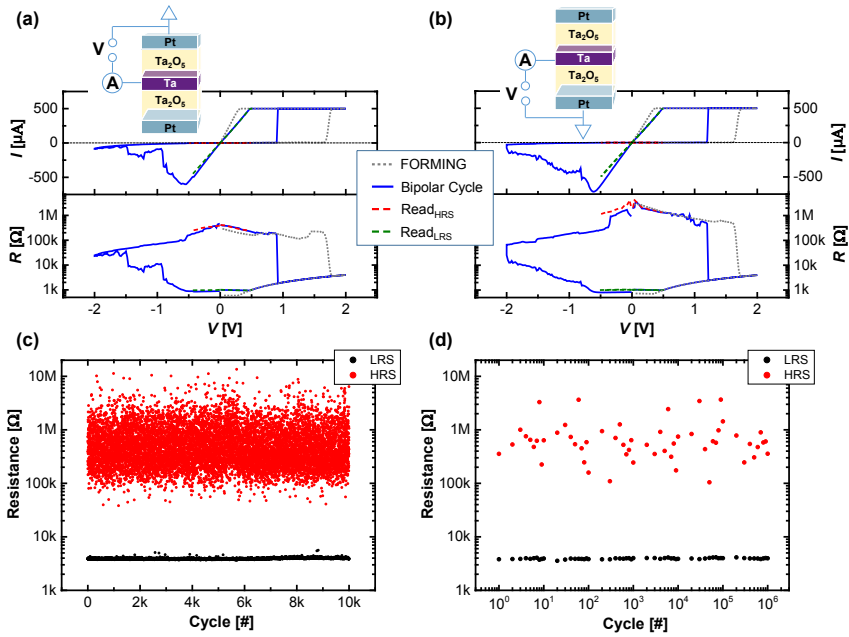 (a)
V
A
Pt
Ta2O5
Ta
Ta2O5
Pt
500
0
-500
I [µA]
1M
100k
10k
1k
R [Ω]
-2 -1 0 1 2
V [V]
(b)
A
V
Pt
Ta2O5
Ta
Ta2O5
Pt
500
0
-500
I [µA]
1M
100k
10k
1k
R [Ω]
-2 -1 0 1 2
V [V]
FORMING
Bipolar Cycle
ReadHRS
ReadLRS
(c)
LRS
HRS
10M
1M
100k
10k
1k
Resistance [Ω]
0 2k 4k 6k 8k 10k
Cycle [#]
(d)
LRS
HRS
10M
1M
100k
10k
1k
Resistance [Ω]
10^0 10^1 10^2 10^3 10^4 10^5 10^6
Cycle [#]